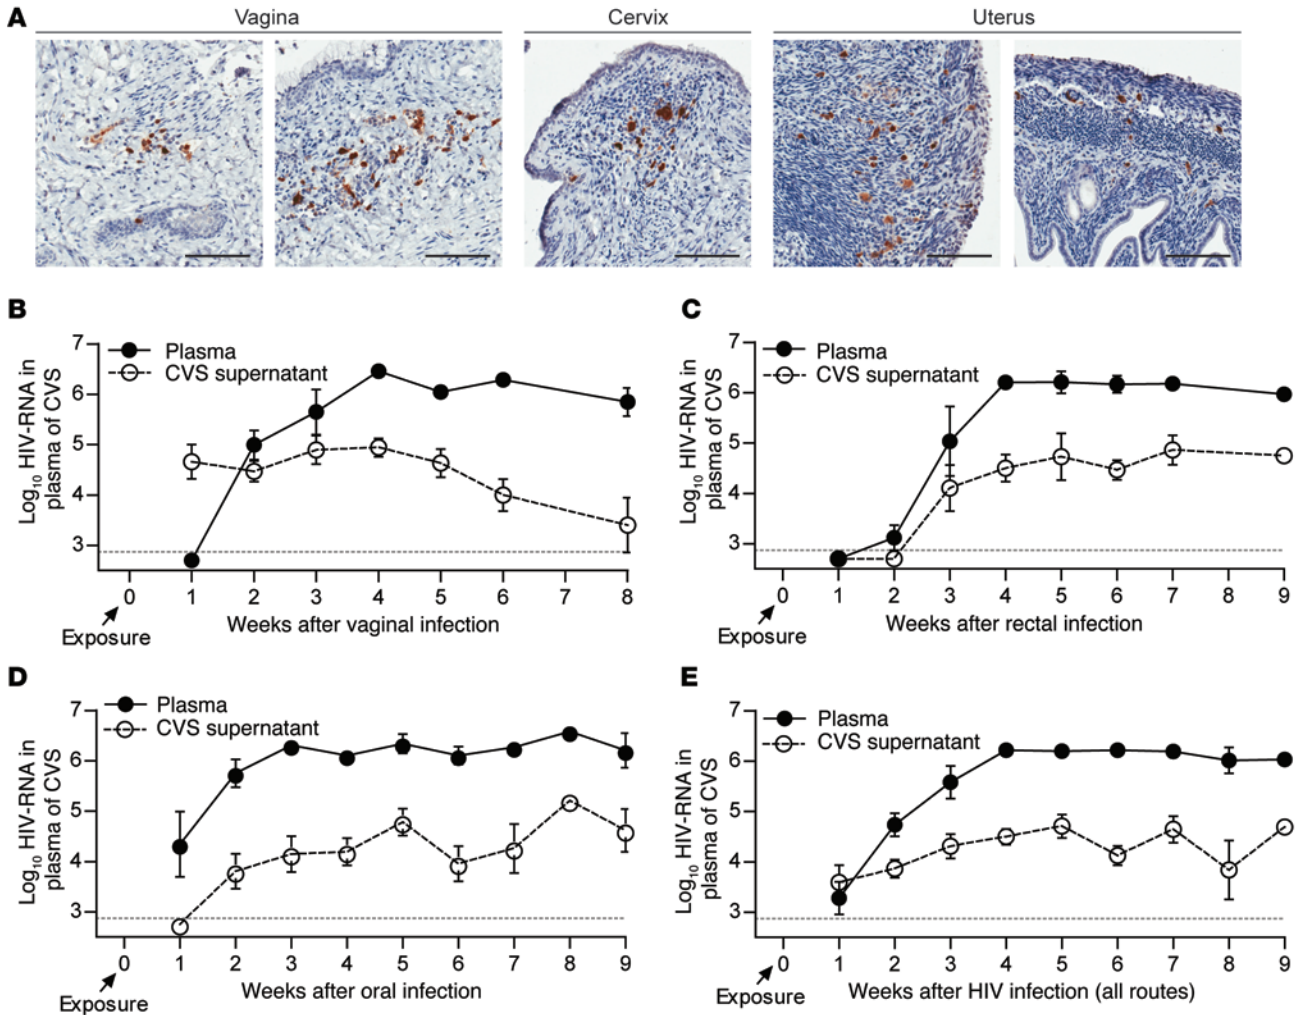 A
Vagina
Cervix
Uterus
B
Log10 HIV-RNA in
plasma of CVS
7
6
5
4
3
Plasma
CVS supernatant
0 1 2 3 4 5 6 7 8
Weeks after vaginal infection
Exposure
C
Log10 HIV-RNA in
plasma of CVS
7
6
5
4
3
Plasma
CVS supernatant
0 1 2 3 4 5 6 7 8 9
Weeks after rectal infection
Exposure
D
Log10 HIV-RNA in
plasma of CVS
7
6
5
4
3
Plasma
CVS supernatant
0 1 2 3 4 5 6 7 8 9
Weeks after oral infection
Exposure
E
Log10 HIV-RNA in
plasma of CVS
7
6
5
4
3
Plasma
CVS supernatant
0 1 2 3 4 5 6 7 8 9
Weeks after HIV infection (all routes)
Exposure